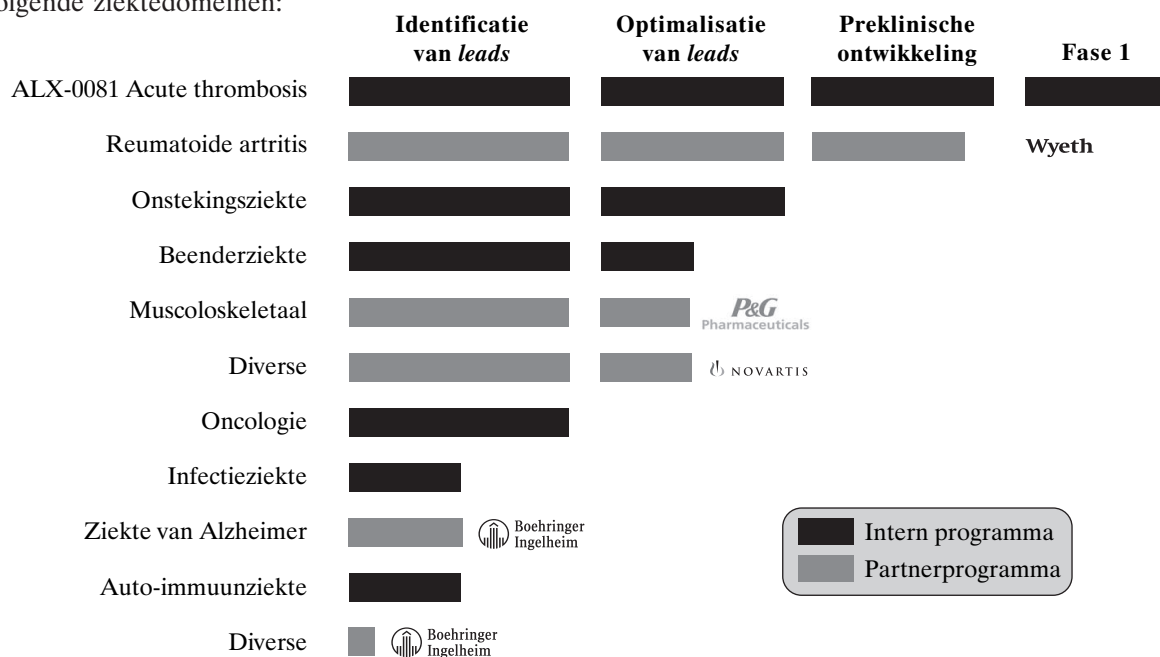 olgende ziektedomeinen:
Identificatie
van leads
Optimalisatie
van leads
Preklinische
ontwikkeling
Fase 1
ALX-0081 Acute thrombosis
Reumatoide artritis
Wyeth
Onstekingsziekte
Beenderziekte
Muscoloskeletaal
P&G
Pharmaceuticals
Diverse
NOVARTIS
Oncologie
Infectieziekte
Ziekte van Alzheimer
Boehringer
Ingelheim
Intern programma
Partnerprogramma
Auto-immuunziekte
Diverse
Boehringer
Ingelheim